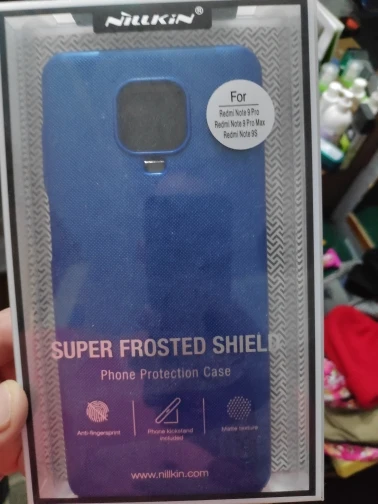 NILLKIN®
For
Redmi Note 9 Pro
Redmi Note 9 Pro Max
Redmi Note 9S
SUPER FROSTED SHIELD
Phone Protection Case
Anti-fingerprint
Phone kickstand
included
Matte texture
www.nillkin.com